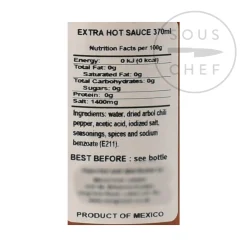 EXTRA HOT SAUCE 370ml
SOUS
CHEF
Nutrition Facts per 100g
Energy: 0 kJ (0 kcal)
Total Fat: 0g
Saturated Fat: 0g
Total Carbohydrates: 0g
Sugars: 0g
Protein: 0g
Salt: 1400mg
Ingredients: water, dried arbol chili
pepper, acetic acid, iodized salt,
seasonings, spices and sodium
benzoate (E211).
BEST BEFORE : see bottle
PRODUCT OF MEXICO